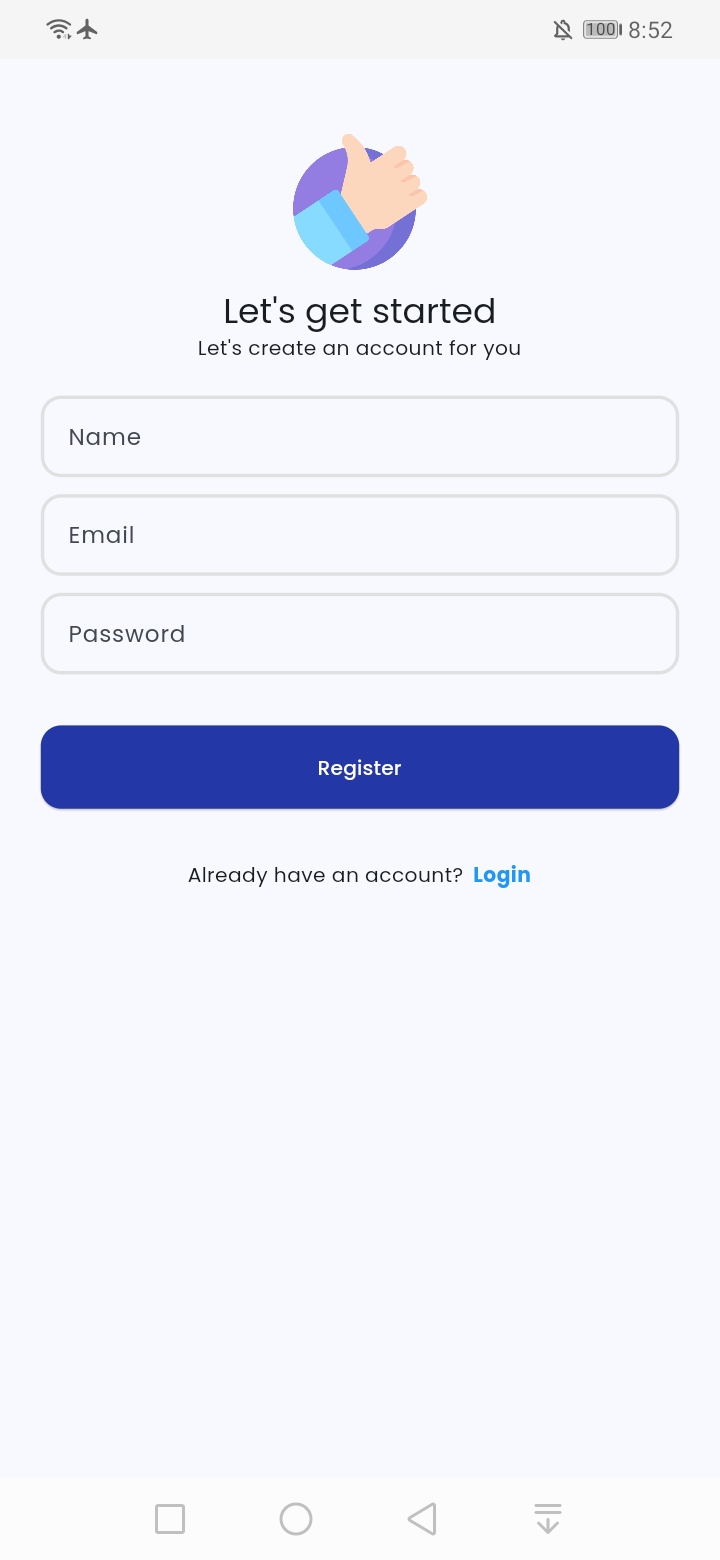 100 8:52
Let's get started
Let's create an account for you
Name
Email
Password
Register
Already have an account? Login